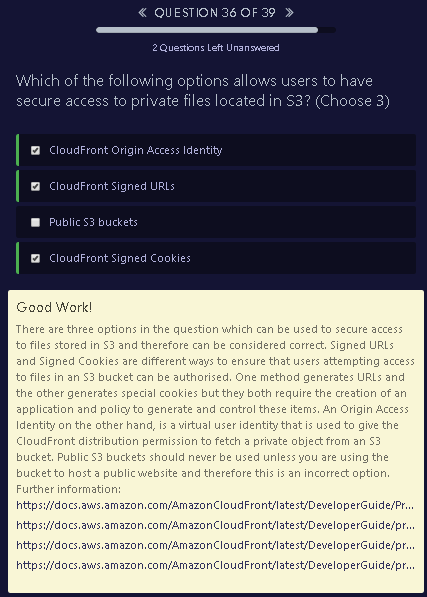 « QUESTION 36 OF 39 »
2 Questions Left Unanswered
Which of the following options allows users to have
secure access to private files located in S3? (Choose 3)
CloudFront Origin Access Identity
CloudFront Signed URLs
Public S3 buckets
CloudFront Signed Cookies
Good Work!
There are three options in the question which can be used to secure access
to files stored in S3 and therefore can be considered correct. Signed URLs
and Signed Cookies are different ways to ensure that users attempting access
to files in an S3 bucket can be authorised. One method generates URLs and
the other generates special cookies but they both require the creation of an
application and policy to generate and control these items. An Origin Access
Identity on the other hand, is a virtual user identity that is used to give the
CloudFront distribution permission to fetch a private object from an S3
bucket. Public S3 buckets should never be used unless you are using the
bucket to host a public website and therefore this is an incorrect option.
Further information:
https://docs.aws.amazon.com/AmazonCloudFront/latest/DeveloperGuide/Pr...
https://docs.aws.amazon.com/AmazonCloudFront/latest/DeveloperGuide/pr...
https://docs.aws.amazon.com/AmazonCloudFront/latest/DeveloperGuide/pr...
https://docs.aws.amazon.com/AmazonCloudFront/latest/DeveloperGuide/pr...